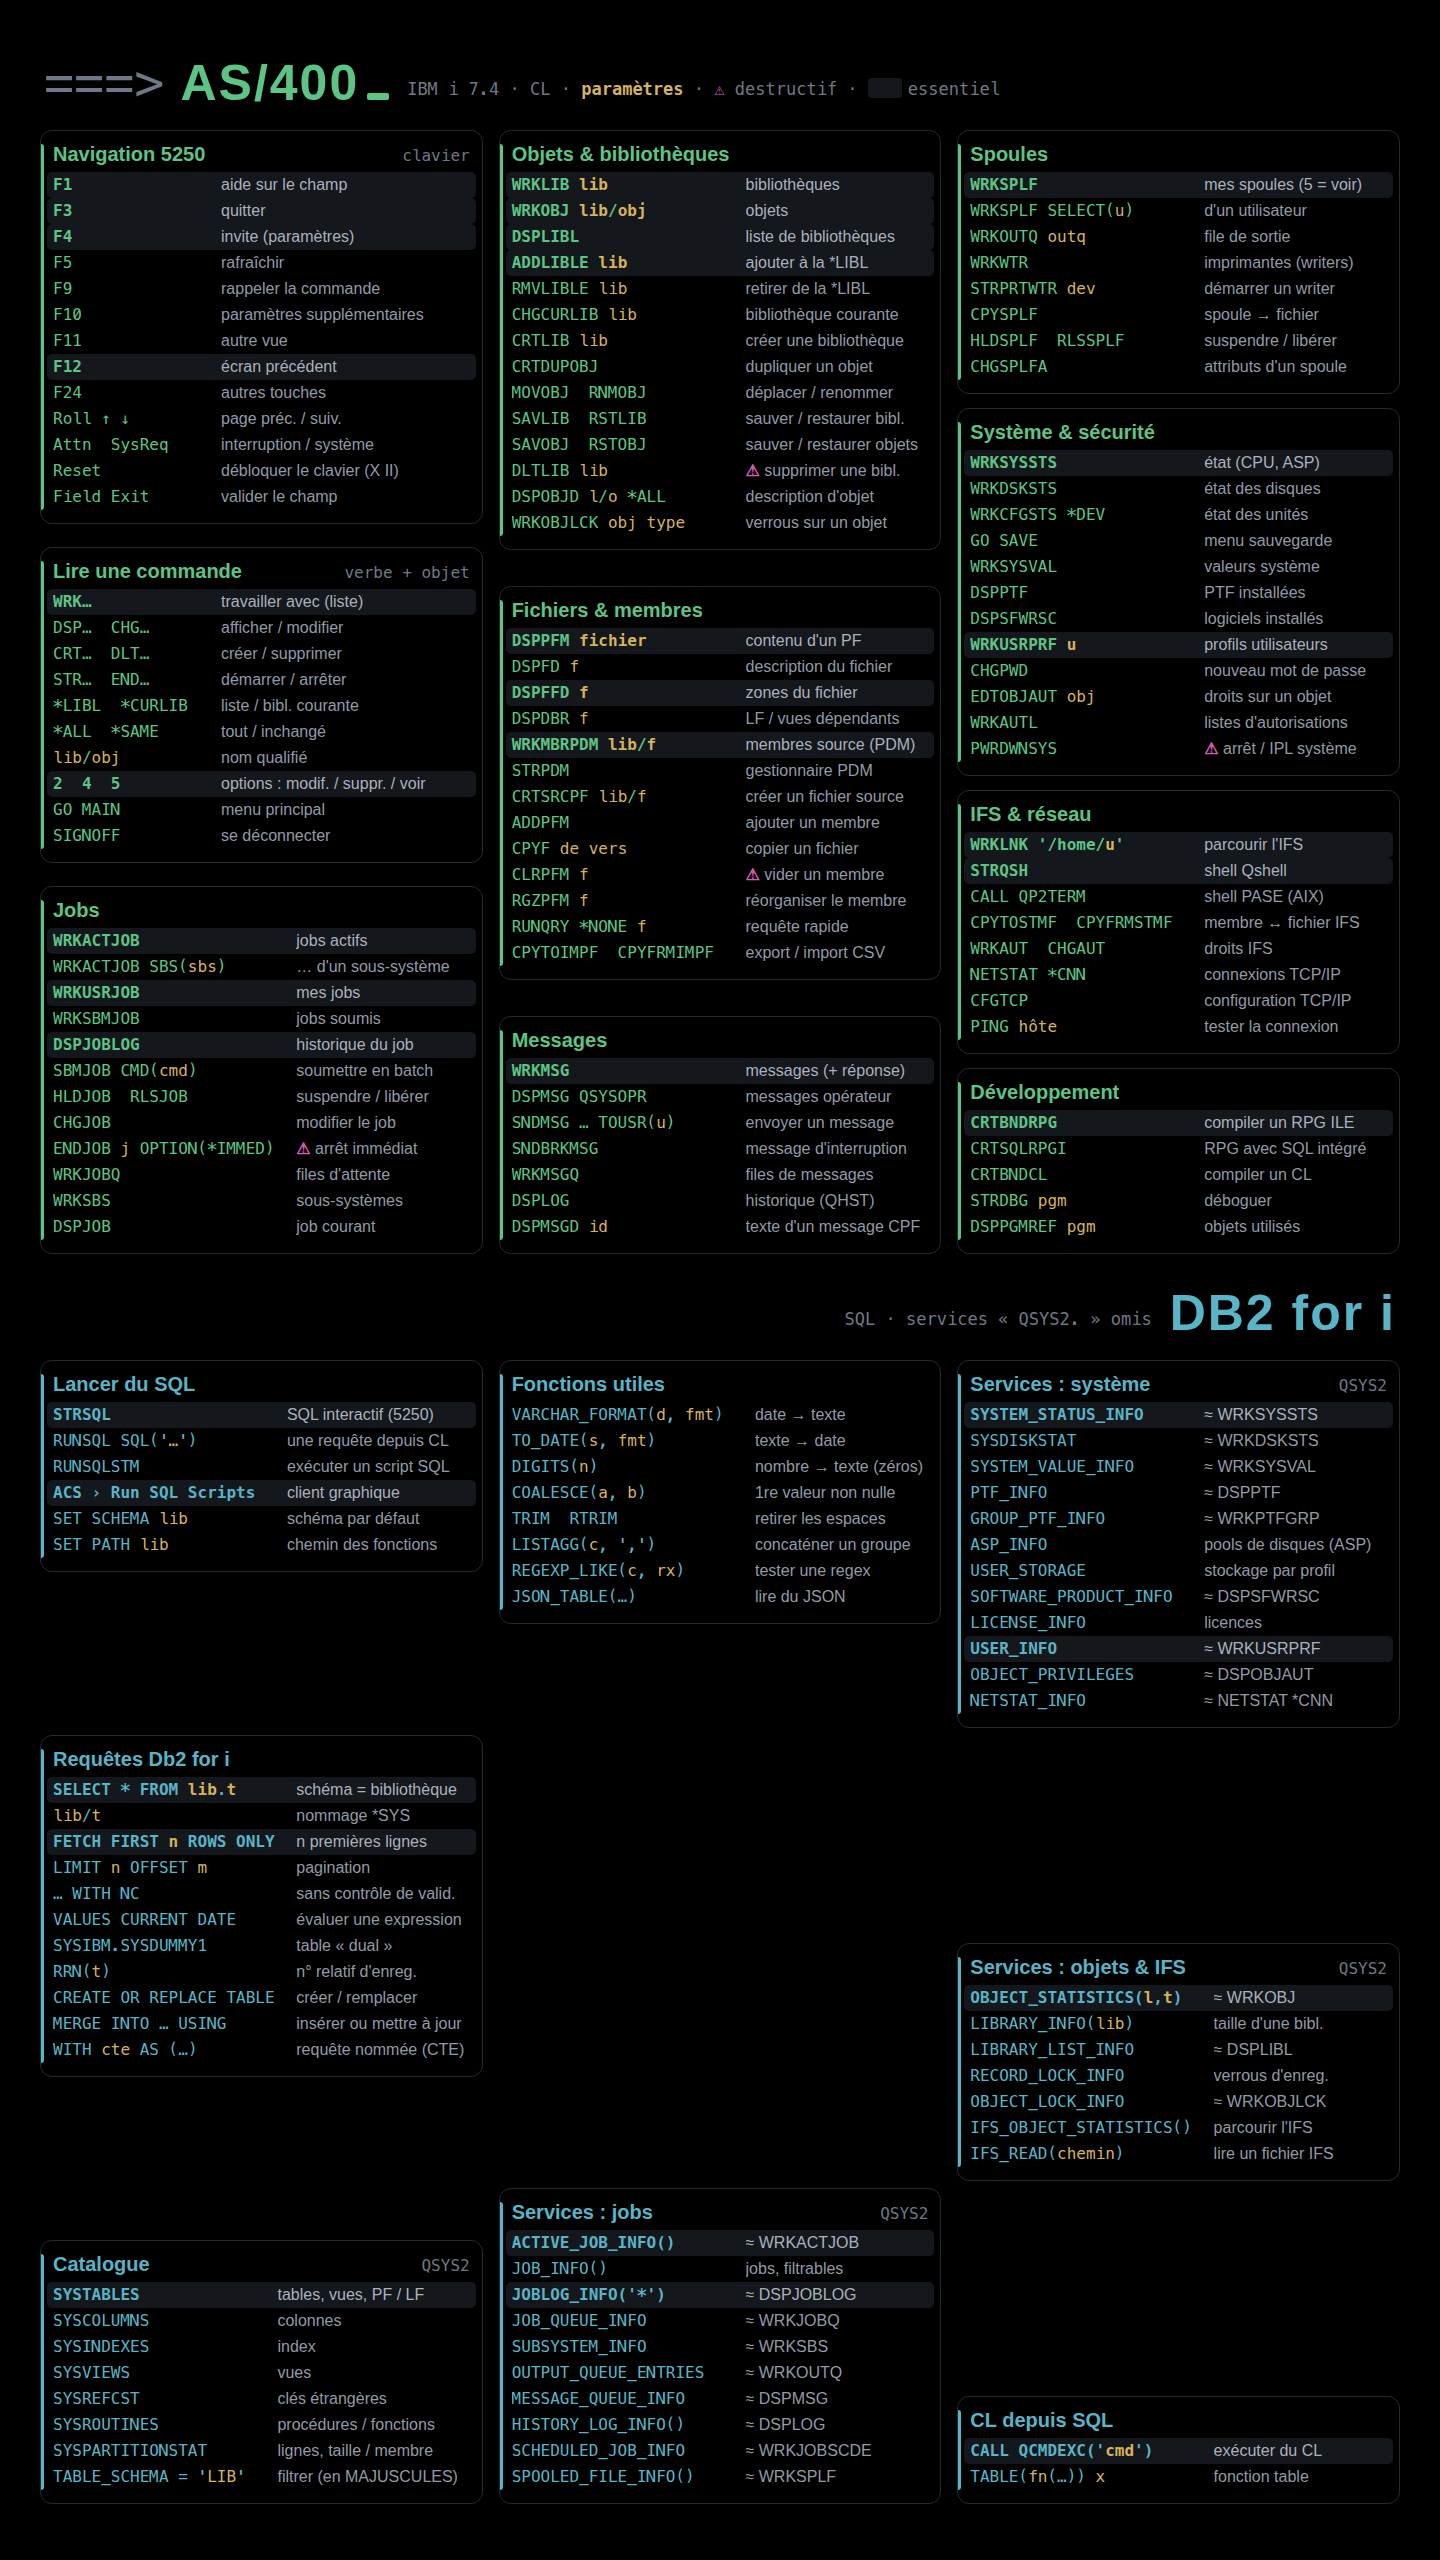 ===> AS/400_ IBM i 7.4 · CL · paramètres · ⚠ destructif · essentiel
Navigation 5250 clavier
F1 aide sur le champ
F3 quitter
F4 invite (paramètres)
F5 rafraîchir
F9 rappeler la commande
F10 paramètres supplémentaires
F11 autre vue
F12 écran précédent
F24 autres touches
Roll ↑ ↓ page préc. / suiv.
Attn SysReq interruption / système
Reset débloquer le clavier (X II)
Field Exit valider le champ
Lire une commande verbe + objet
WRK… travailler avec (liste)
DSP… CHG… afficher / modifier
CRT… DLT… créer / supprimer
STR… END… démarrer / arrêter
*LIBL *CURLIB liste / bibl. courante
*ALL *SAME tout / inchangé
lib/obj nom qualifié
2 4 5 options : modif. / suppr. / voir
GO MAIN menu principal
SIGNOFF se déconnecter
Jobs
WRKACTJOB jobs actifs
WRKACTJOB SBS(sbs) … d'un sous-système
WRKUSRJOB mes jobs
WRKSBMJOB jobs soumis
DSPJOBLOG historique du job
SBMJOB CMD(cmd) soumettre en batch
HLDJOB RLSJOB suspendre / libérer
CHGJOB modifier le job
ENDJOB j OPTION(*IMMED) ⚠ arrêt immédiat
WRKJOBQ files d'attente
WRKSBS sous-systèmes
DSPJOB job courant
Objets & bibliothèques
WRKLIB lib bibliothèques
WRKOBJ lib/obj objets
DSPLIBL liste de bibliothèques
ADDLIBLE lib ajouter à la *LIBL
RMVLIBLE lib retirer de la *LIBL
CHGCURLIB lib bibliothèque courante
CRTLIB lib créer une bibliothèque
CRTDUPOBJ dupliquer un objet
MOVOBJ RNMOBJ déplacer / renommer
SAVLIB RSTLIB sauver / restaurer bibl.
SAVOBJ RSTOBJ sauver / restaurer objets
DLTLIB lib ⚠ supprimer une bibl.
DSPOBJD l/o *ALL description d'objet
WRKOBJLCK obj type verrous sur un objet
Fichiers & membres
DSPPFM fichier contenu d'un PF
DSPFD f description du fichier
DSPFFD f zones du fichier
DSPDBR f LF / vues dépendants
WRKMBRPDM lib/f membres source (PDM)
STRPDM gestionnaire PDM
CRTSRCPF lib/f créer un fichier source
ADDPFM ajouter un membre
CPYF de vers copier un fichier
CLRPFM f ⚠ vider un membre
RGZPFM f réorganiser le membre
RUNQRY *NONE f requête rapide
CPYTOIMPF CPYFRMIMPF export / import CSV
Messages
WRKMSG messages (+ réponse)
DSPMSG QSYSOPR messages opérateur
SNDMSG … TOUSR(u) envoyer un message
SNDBRKMSG message d'interruption
WRKMSGQ files de messages
DSPLOG historique (QHST)
DSPMSGD id texte d'un message CPF
Spoules
WRKSPLF mes spoules (5 = voir)
WRKSPLF SELECT(u) d'un utilisateur
WRKOUTQ outq file de sortie
WRKWTR imprimantes (writers)
STRPRTWTR dev démarrer un writer
CPYSPLF spoule → fichier
HLDSPLF RLSSPLF suspendre / libérer
CHGSPLFA attributs d'un spoule
Système & sécurité
WRKSYSSTS état (CPU, ASP)
WRKDSKSTS état des disques
WRKCFGSTS *DEV état des unités
GO SAVE menu sauvegarde
WRKSYSVAL valeurs système
DSPPTF PTF installées
DSPSFWRSC logiciels installés
WRKUSRPRF u profils utilisateurs
CHGPWD nouveau mot de passe
EDTOBJAUT obj droits sur un objet
WRKAUTL listes d'autorisations
PWRDWNSYS ⚠ arrêt / IPL système
IFS & réseau
WRKLNK '/home/u' parcourir l'IFS
STRQSH shell Qshell
CALL QP2TERM shell PASE (AIX)
CPYTOSTMF CPYFRMSTMF membre ↔ fichier IFS
WRKAUT CHGAUT droits IFS
NETSTAT *CNN connexions TCP/IP
CFGTCP configuration TCP/IP
PING hôte tester la connexion
Développement
CRTBNDRPG compiler un RPG ILE
CRTSQLRPGI RPG avec SQL intégré
CRTBNDCL compiler un CL
STRDBG pgm déboguer
DSPPGMREF pgm objets utilisés
SQL · services « QSYS2. » omis DB2 for i
Lancer du SQL
STRSQL SQL interactif (5250)
RUNSQL SQL('…') une requête depuis CL
RUNSQLSTM exécuter un script SQL
ACS › Run SQL Scripts client graphique
SET SCHEMA lib schéma par défaut
SET PATH lib chemin des fonctions
Requêtes Db2 for i
SELECT * FROM lib.t schéma = bibliothèque
lib/t nommage *SYS
FETCH FIRST n ROWS ONLY n premières lignes
LIMIT n OFFSET m pagination
… WITH NC sans contrôle de valid.
VALUES CURRENT DATE évaluer une expression
SYSIBM.SYSDUMMY1 table « dual »
RRN(t) n° relatif d'enreg.
CREATE OR REPLACE TABLE créer / remplacer
MERGE INTO … USING insérer ou mettre à jour
WITH cte AS (…) requête nommée (CTE)
Catalogue QSYS2
SYSTABLES tables, vues, PF / LF
SYSCOLUMNS colonnes
SYSINDEXES index
SYSVIEWS vues
SYSREFCST clés étrangères
SYSROUTINES procédures / fonctions
SYSPARTITIONSTAT lignes, taille / membre
TABLE_SCHEMA = 'LIB' filtrer (en MAJUSCULES)
Fonctions utiles
VARCHAR_FORMAT(d, fmt) date → texte
TO_DATE(s, fmt) texte → date
DIGITS(n) nombre → texte (zéros)
COALESCE(a, b) 1re valeur non nulle
TRIM RTRIM retirer les espaces
LISTAGG(c, ',') concaténer un groupe
REGEXP_LIKE(c, rx) tester une regex
JSON_TABLE(…) lire du JSON
Services : jobs QSYS2
ACTIVE_JOB_INFO() ≈ WRKACTJOB
JOB_INFO() jobs, filtrables
JOBLOG_INFO('*') ≈ DSPJOBLOG
JOB_QUEUE_INFO ≈ WRKJOBQ
SUBSYSTEM_INFO ≈ WRKSBS
OUTPUT_QUEUE_ENTRIES ≈ WRKOUTQ
MESSAGE_QUEUE_INFO ≈ DSPMSG
HISTORY_LOG_INFO() ≈ DSPLOG
SCHEDULED_JOB_INFO ≈ WRKJOBSCDE
SPOOLED_FILE_INFO() ≈ WRKSPLF
Services : système QSYS2
SYSTEM_STATUS_INFO ≈ WRKSYSSTS
SYSDISKSTAT ≈ WRKDSKSTS
SYSTEM_VALUE_INFO ≈ WRKSYSVAL
PTF_INFO ≈ DSPPTF
GROUP_PTF_INFO ≈ WRKPTFGRP
ASP_INFO pools de disques (ASP)
USER_STORAGE stockage par profil
SOFTWARE_PRODUCT_INFO ≈ DSPSFWRSC
LICENSE_INFO licences
USER_INFO ≈ WRKUSRPRF
OBJECT_PRIVILEGES ≈ DSPOBJAUT
NETSTAT_INFO ≈ NETSTAT *CNN
Services : objets & IFS QSYS2
OBJECT_STATISTICS(l,t) ≈ WRKOBJ
LIBRARY_INFO(lib) taille d'une bibl.
LIBRARY_LIST_INFO ≈ DSPLIBL
RECORD_LOCK_INFO verrous d'enreg.
OBJECT_LOCK_INFO ≈ WRKOBJLCK
IFS_OBJECT_STATISTICS() parcourir l'IFS
IFS_READ(chemin) lire un fichier IFS
CL depuis SQL
CALL QCMDEXC('cmd') exécuter du CL
TABLE(fn(…)) x fonction table